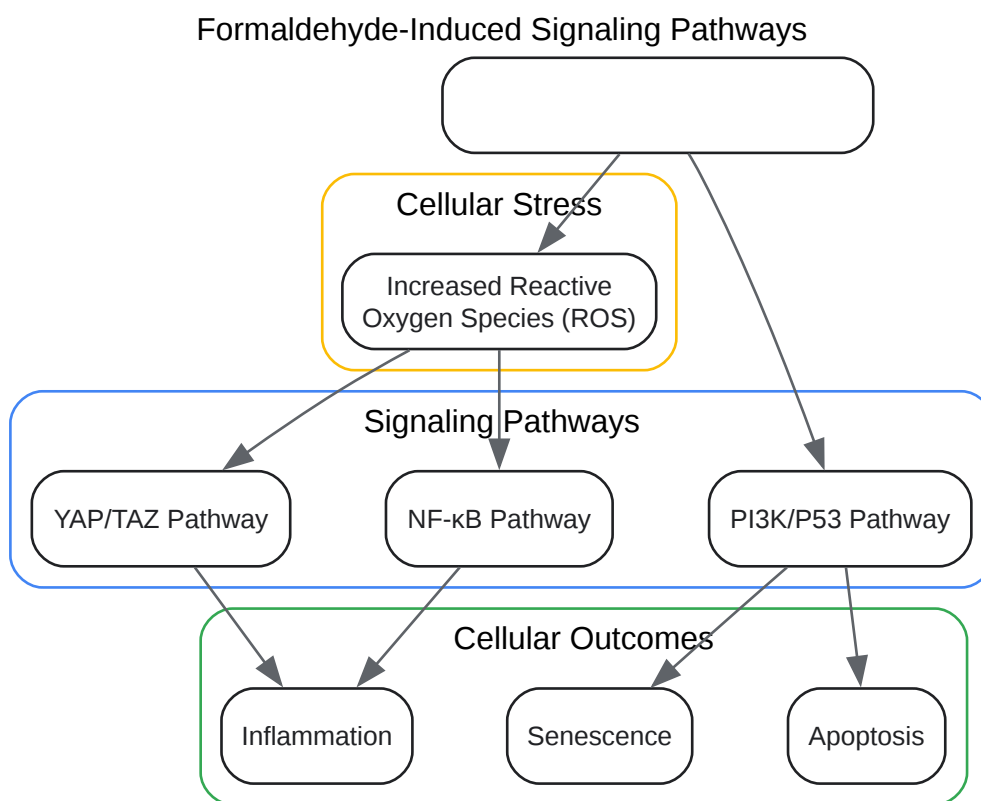 Formaldehyde-Induced Signaling Pathways
Cellular Stress
Increased Reactive
Oxygen Species (ROS)
Signaling Pathways
YAP/TAZ Pathway
NF-κB Pathway
PI3K/P53 Pathway
Cellular Outcomes
Inflammation
Senescence
Apoptosis